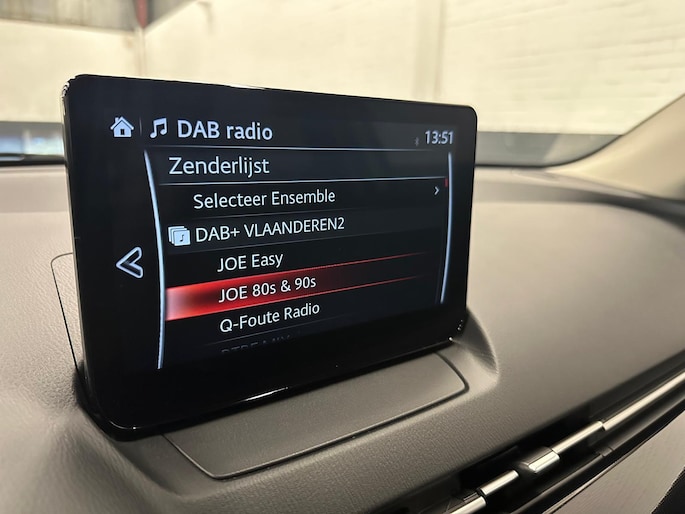 DAB radio
13:51
Zenderlijst
Selecteer Ensemble
DAB+ VLAANDEREN2
JOE Easy
JOE 80s & 90s
Q-Foute Radio